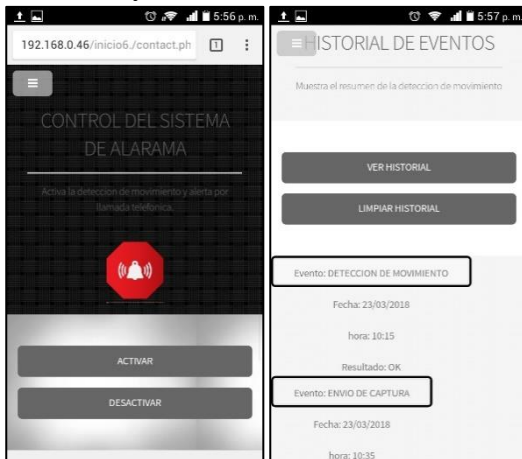 5:56 p. m.
192.168.0.46/inicio6./contact.ph
1
CONTROL DEL SISTEMA
DE ALARAMA
Activa la deteccion de movimiento y alerta por
llamada telefonica.
ACTIVAR
DESACTIVAR
5:57 p. m.
HISTORIAL DE EVENTOS
Muestra el resumen de la deteccion de movimiento
VER HISTORIAL
LIMPIAR HISTORIAL
Evento: DETECCION DE MOVIMIENTO
Fecha: 23/03/2018
hora: 10:15
Resultado: OK
Evento: ENVIO DE CAPTURA
Fecha: 23/03/2018
hora: 10:35